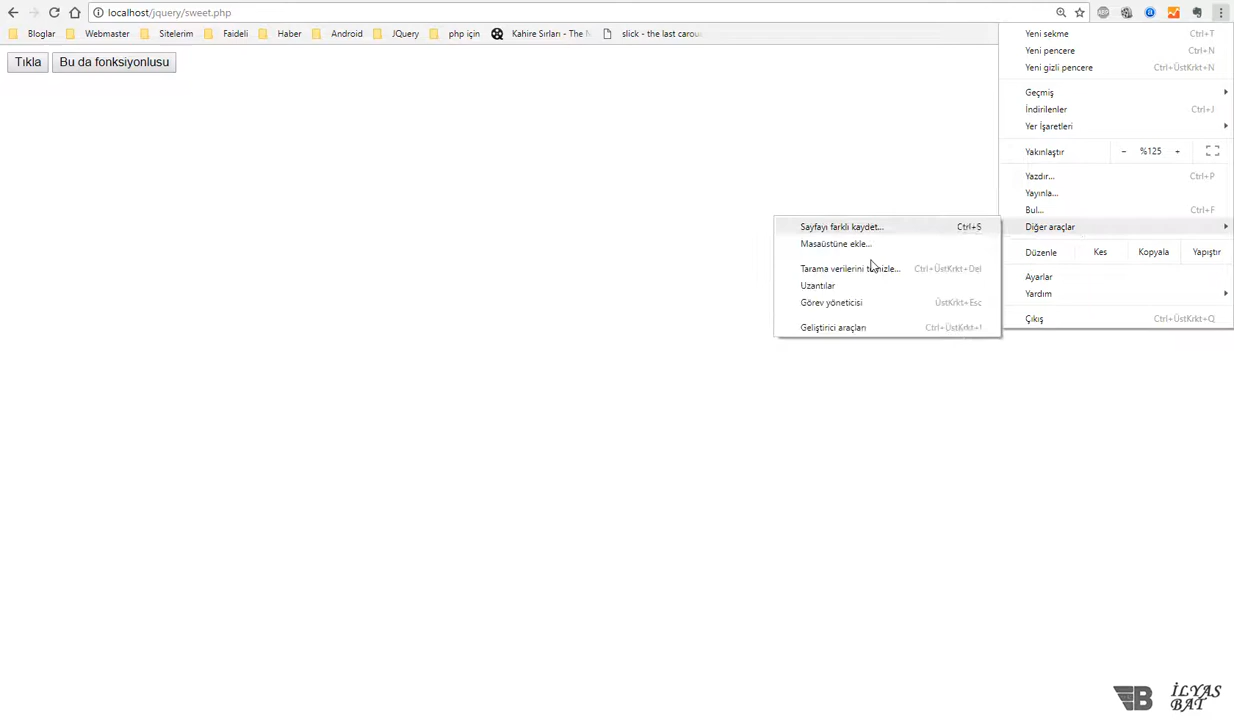 localhost/jquery/sweet.php
Bloglar Webmaster Sitelerim Faideli Haber Android JQuery php için Kahire Sırları - The N slick - the last carou
Tıkla Bu da fonksiyonlusu
Yeni sekme Ctrl+T
Yeni pencere Ctrl+N
Yeni gizli pencere Ctrl+ÜstKrkt+N
Geçmiş
İndirilenler Ctrl+J
Yer İşaretleri
Yakınlaştır − %125 +
Yazdır... Ctrl+P
Yayınla...
Bul... Ctrl+F
Diğer araçlar
Düzenle Kes Kopyala Yapıştır
Ayarlar
Yardım
Çıkış Ctrl+ÜstKrkt+Q
Sayfayı farklı kaydet... Ctrl+S
Masaüstüne ekle...
Tarama verilerini temizle... Ctrl+ÜstKrkt+Del
Uzantılar
Görev yöneticisi ÜstKrkt+Esc
Geliştirici araçları Ctrl+ÜstKrkt+I
B İLYAS
BAT